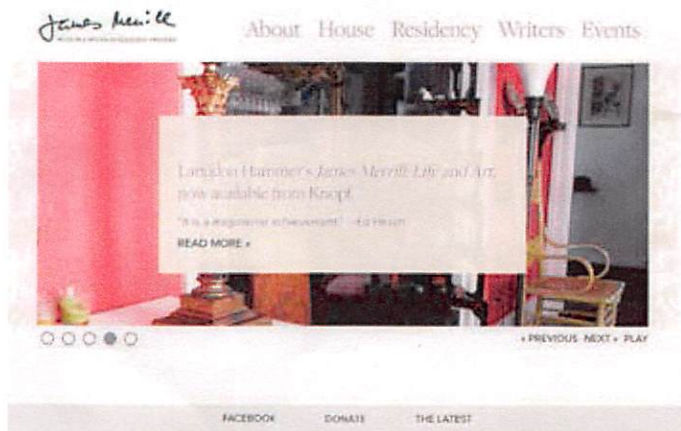 James Merrill
About House Residency Writers Events
Langdon Hammer's James Merrill: Life and Art,
now available from Knopf.
"It is a magisterial achievement." —Ed Hirsch
READ MORE »
« PREVIOUS NEXT » PLAY
FACEBOOK DONATE THE LATEST